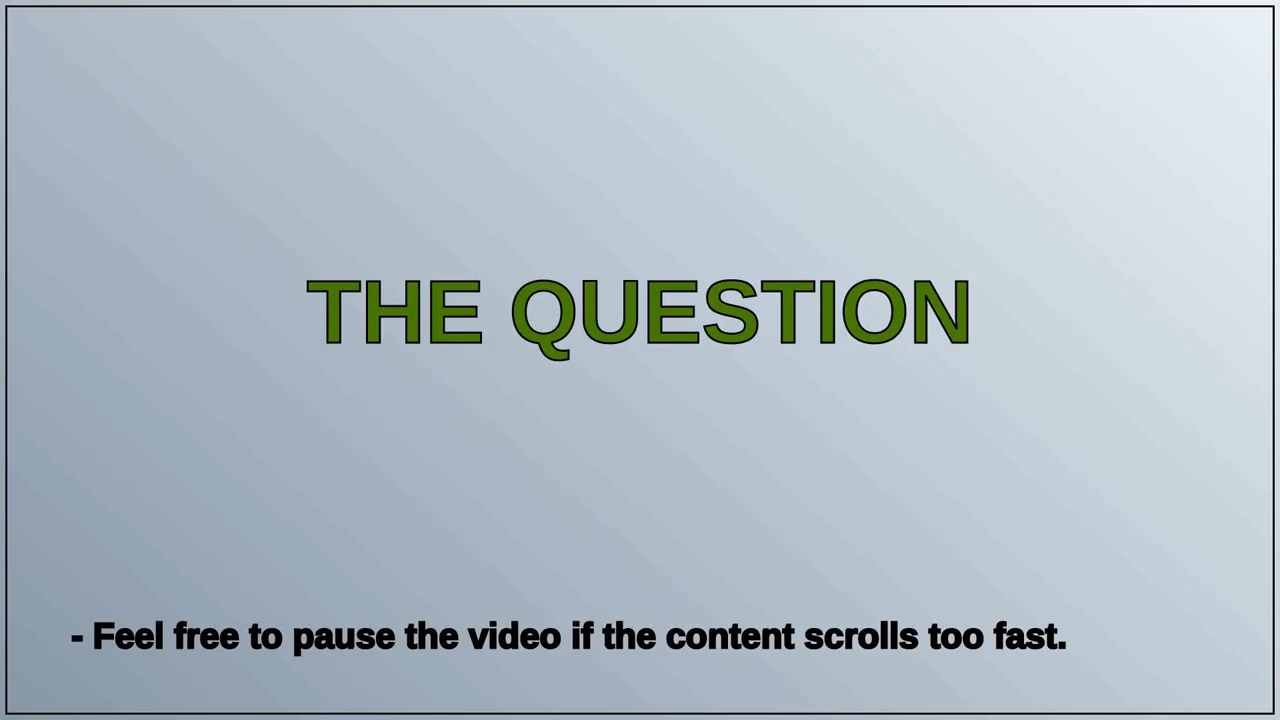 THE QUESTION
- Feel free to pause the video if the content scrolls too fast.